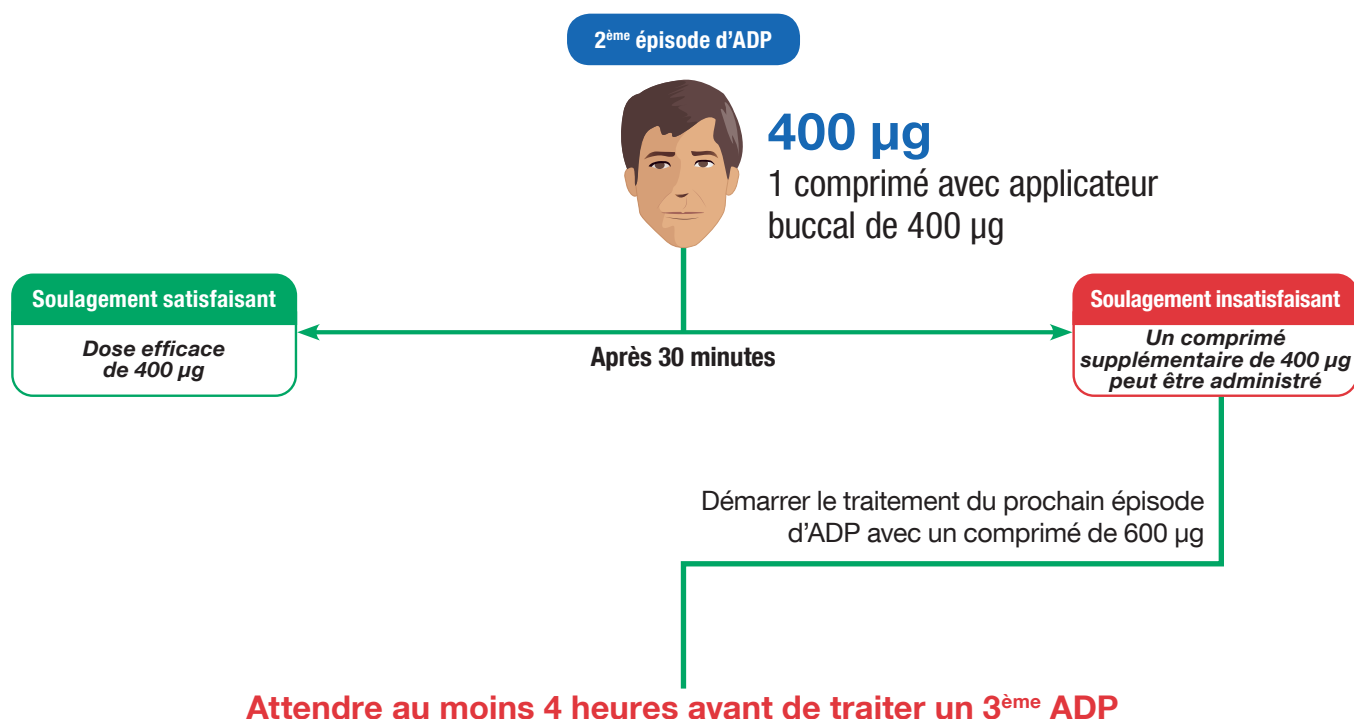 2ème épisode d'ADP
400 µg
1 comprimé avec applicateur
buccal de 400 µg
Soulagement satisfaisant
Dose efficace
de 400 µg
Après 30 minutes
Soulagement insatisfaisant
Un comprimé
supplémentaire de 400 µg
peut être administré
Démarrer le traitement du prochain épisode
d'ADP avec un comprimé de 600 µg
Attendre au moins 4 heures avant de traiter un 3ème ADP